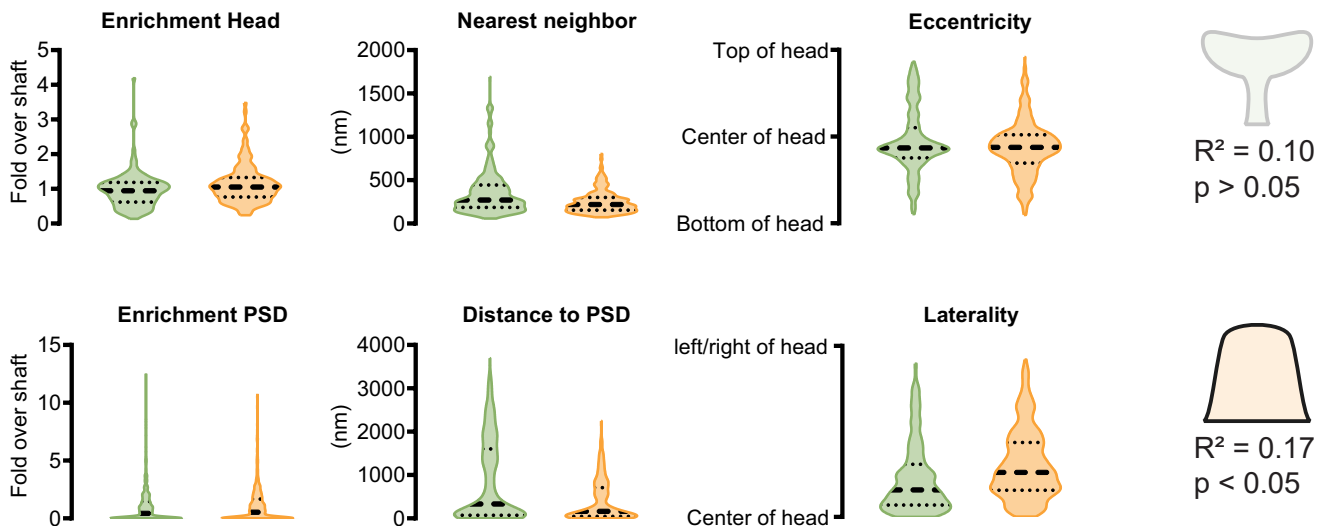 Enrichment Head
Fold over shaft
5
4
3
2
1
0
Nearest neighbor
(nm)
2000
1500
1000
500
0
Eccentricity
Top of head
Center of head
Bottom of head
R² = 0.10
p > 0.05
Enrichment PSD
Fold over shaft
15
10
5
0
Distance to PSD
(nm)
4000
3000
2000
1000
0
Laterality
left/right of head
Center of head
R² = 0.17
p < 0.05